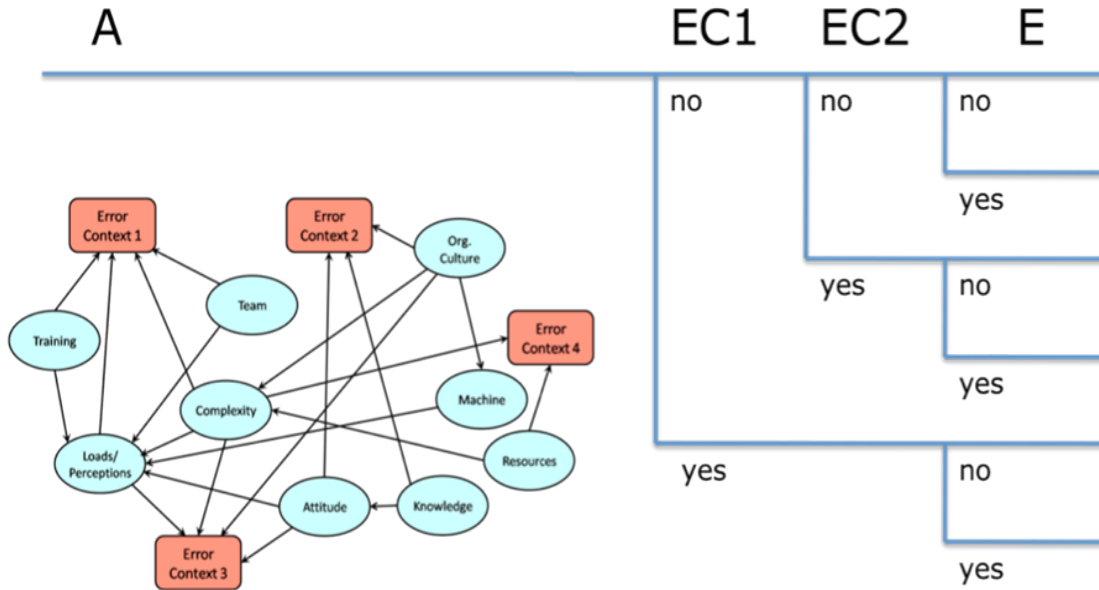 A
EC1
EC2
E
no
no
no
yes
yes
no
yes
yes
no
yes
Error
Context 1
Error
Context 2
Org.
Culture
Team
Training
Error
Context 4
Machine
Complexity
Loads/
Perceptions
Resources
Attitude
Knowledge
Error
Context 3